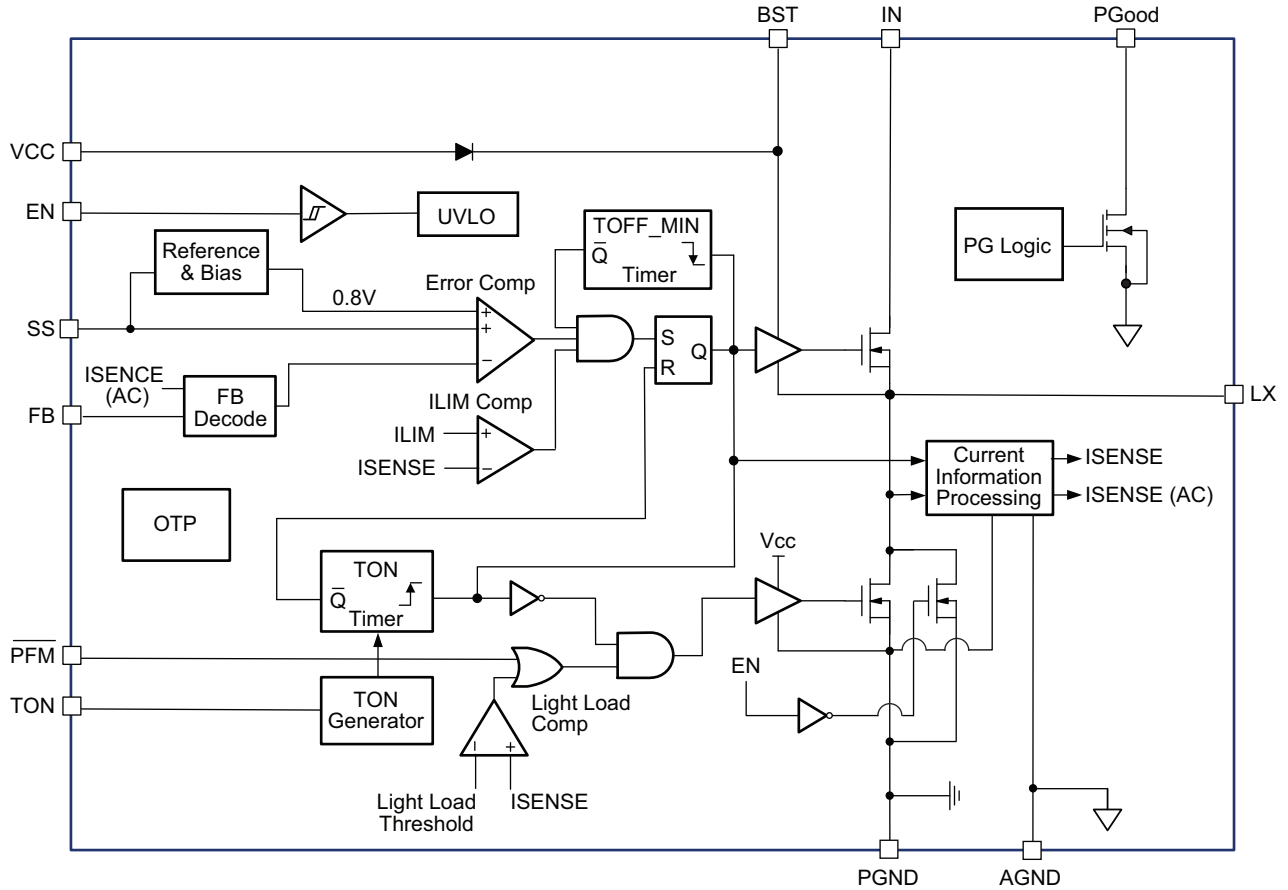 BST
IN
PGood
VCC
EN
UVLO
TOFF_MIN
Q
Timer
PG Logic
Reference
& Bias
Error Comp
0.8V
+
+
−
SS
S
R
Q
ISENCE
(AC)
FB
Decode
FB
ILIM Comp
ILIM
+
ISENSE
−
LX
Current
Information
Processing
ISENSE
ISENSE (AC)
OTP
Vcc
TON
Q
Timer
PFM
EN
TON
TON
Generator
Light Load
Comp
−
+
Light Load
Threshold
ISENSE
PGND
AGND